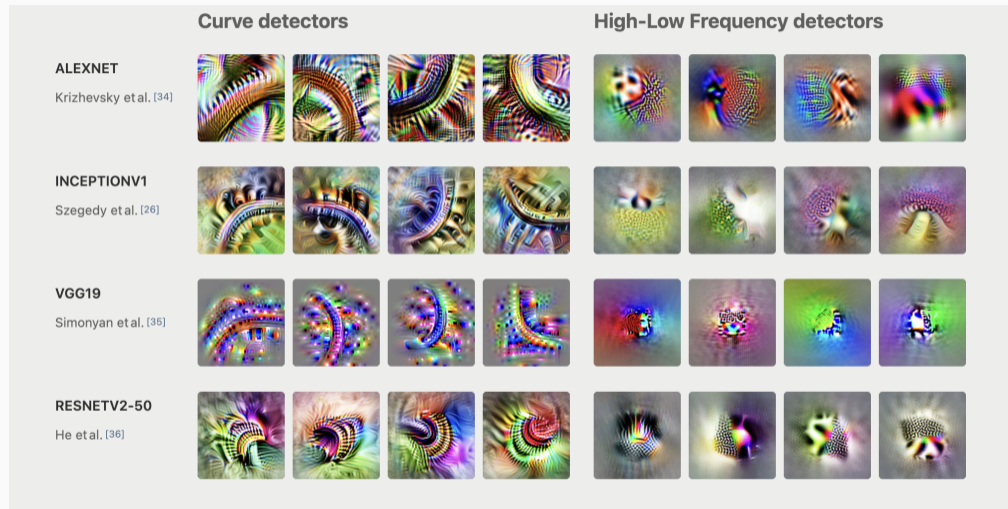 Curve detectors
High-Low Frequency detectors
ALEXNET
Krizhevsky et al. [34]
INCEPTIONV1
Szegedy et al. [26]
VGG19
Simonyan et al. [35]
RESNETV2-50
He et al. [36]